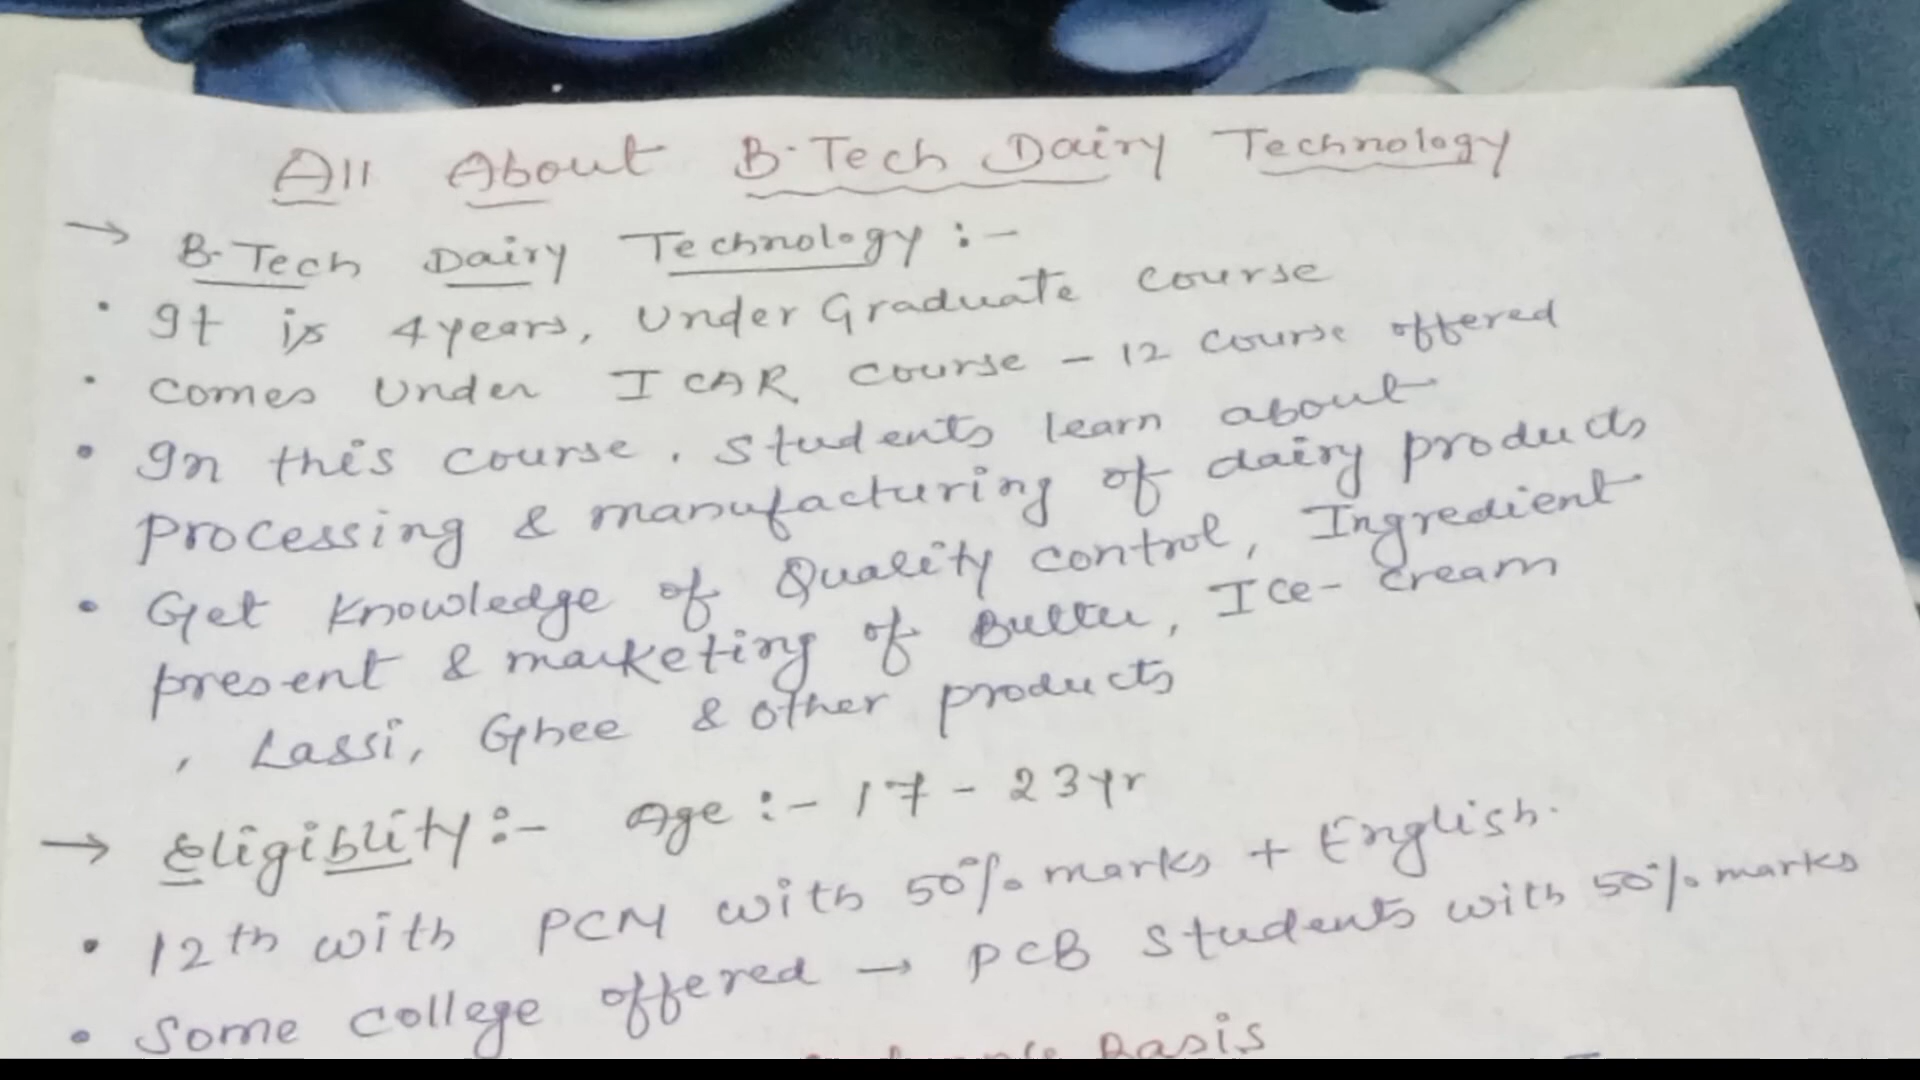 All About B.Tech Dairy Technology
→ B.Tech Dairy Technology :-
• It is 4 years, Under Graduate course
• comes Under ICAR course - 12 course offered
• In this course, students learn about
processing & manufacturing of dairy products
• Get knowledge of Quality control, Ingredient
present & marketing of Butter, Ice-cream
, Lassi, Ghee & other products
→ Eligiblity :- Age :- 17 - 23 yr
• 12th with PCM with 50% marks + English.
• Some college offered → PCB students with 50% marks
Basis